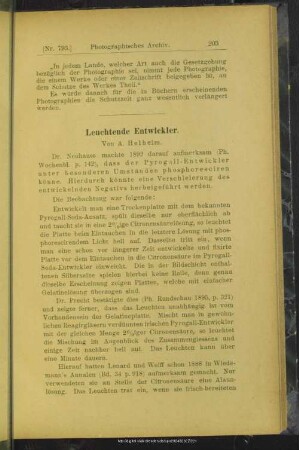 [Nr. 795.] Photographisches Archiv. 203
„In jedem Lande, welcher Art auch die Gesetzgebung
bezüglich der Photographie sei, nimmt jede Photographie,
die einem Werke oder einer Zeitschrift beigegeben ist, an
dem Schutze des Werkes Theil."
Es würde danach für die in Büchern erscheinenden
Photographien die Schutzzeit ganz wesentlich verlängert
werden.
Leuchtende Entwickler.
Von A. Helheim.
Dr. Neuhauss machte 1892 darauf aufmerksam (Ph.
Wochenbl. p. 142), dass der Pyrogall-Entwickler
unter besonderen Umständen phosphoresciren
könne. Hierdurch könnte eine Verschleierung des
entwickelnden Negativs herbeigeführt werden.
Die Beobachtung war folgende:
Entwickelt man eine Trockenplatte mit dem bekannten
Pyrogall-Soda-Ansatz, spült dieselbe nur oberflächlich ab
und taucht sie in eine 2%ige Citronensäurelösung, so leuchtet
die Platte beim Eintauchen in die letztere Lösung mit phos-
phorescirendem Licht hell auf. Dasselbe tritt ein, wenn
man eine schon vor längerer Zeit entwickelte und fixirte
Platte vor dem Eintauchen in die Citronensäure im Pyrogall-
Soda-Entwickler einweicht. Die in der Bildschicht enthal-
tenen Silbersalze spielen hierbei keine Rolle, denn genau
dieselbe Erscheinung zeigen Platten, welche mit einfacher
Gelatinelösung überzogen sind.
Dr. Precht bestätigte dies (Ph. Rundschau 1895, p. 321)
und zeigte ferner, dass das Leuchten unabhängig ist vom
Vorhandensein der Gelatineplatte. Mischt man in gewöhn-
lichen Reagirgläsern verdünnten frischen Pyrogall-Entwickler
mit der gleichen Menge 2%iger Citronensäure, so leuchtet
die Mischung im Augenblick des Zusammengiessens und
einige Zeit nachher hell auf. Das Leuchten kann über
eine Minute dauern.
Hierauf hatten Lenard und Wolff schon 1888 in Wiede-
mann's Annalen (Bd. 34 p. 918) aufmerksam gemacht. Nur
verwendeten sie an Stelle der Citronensäure eine Alaun-
lösung. Das Leuchten trat ein, wenn sie frisch-bereiteten